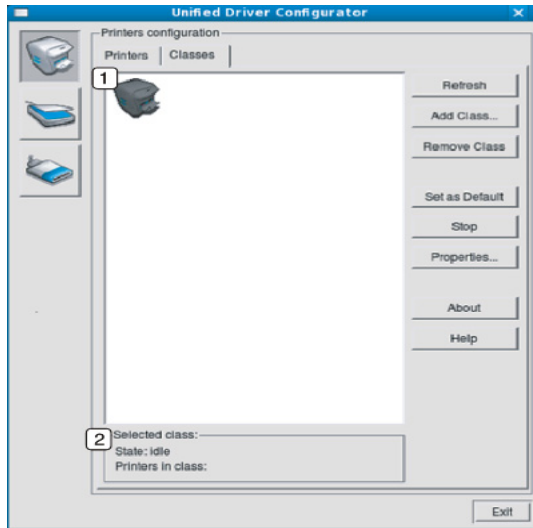 Unified Driver Configurator
Printers configuration
Printers
Classes
1
Refresh
Add Class...
Remove Class
Set as Default
Stop
Properties...
About
Help
2
Selected class:
State: idle
Printers in class:
Exit